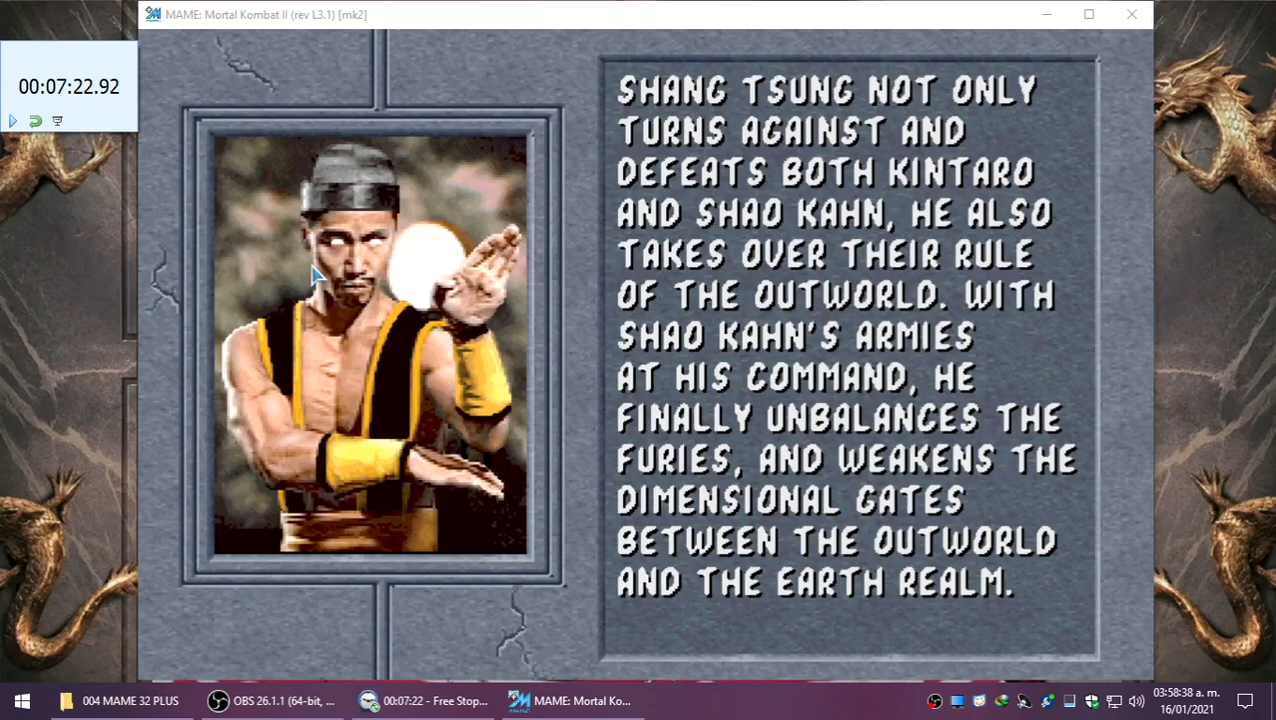 MAME: Mortal Kombat II (rev L3.1) [mk2]
00:07:22.92
SHANG TSUNG NOT ONLY
TURNS AGAINST AND
DEFEATS BOTH KINTARO
AND SHAO KAHN, HE ALSO
TAKES OVER THEIR RULE
OF THE OUTWORLD. WITH
SHAO KAHN'S ARMIES
AT HIS COMMAND, HE
FINALLY UNBALANCES THE
FURIES, AND WEAKENS THE
DIMENSIONAL GATES
BETWEEN THE OUTWORLD
AND THE EARTH REALM.
004 MAME 32 PLUS
OBS 26.1.1 (64-bit, ...
00:07:22 - Free Stop...
MAME: Mortal Ko...
03:58:38 a. m.
16/01/2021